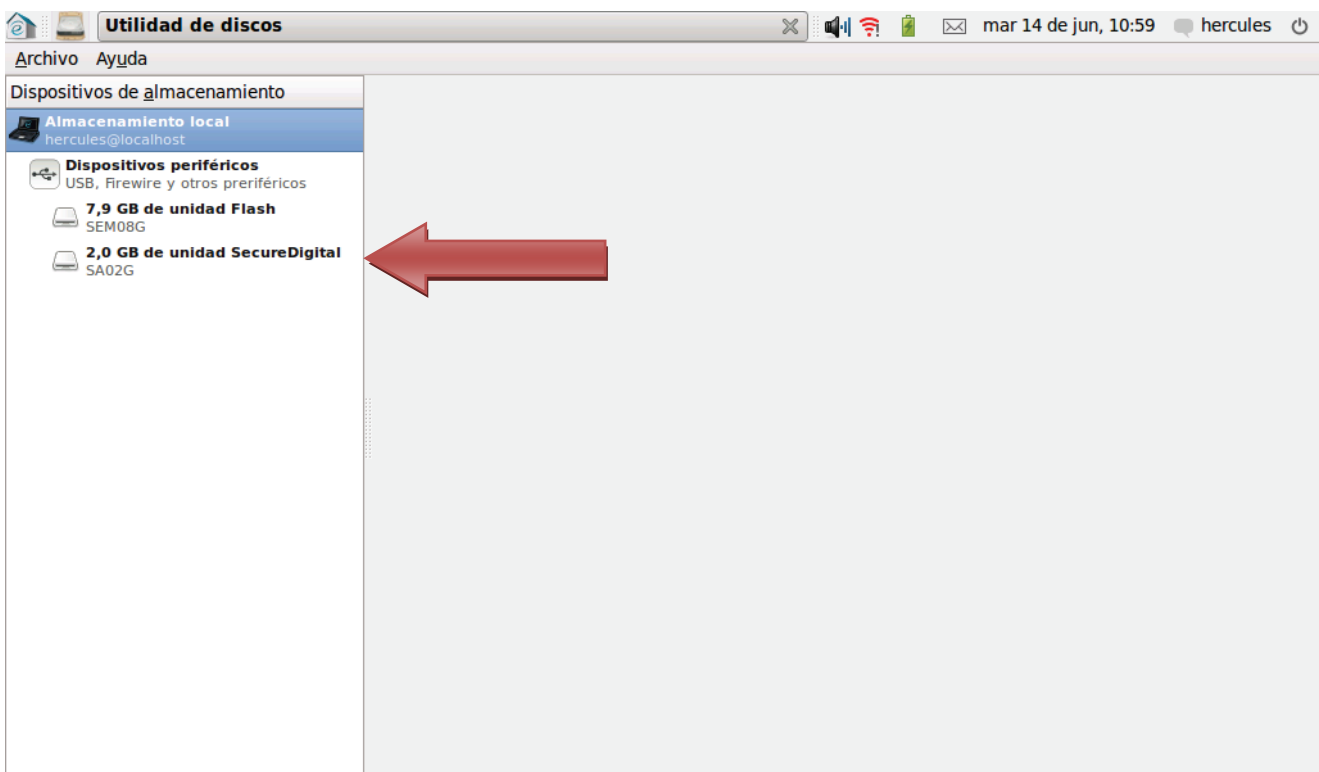 Utilidad de discos
mar 14 de jun, 10:59 hercules
Archivo Ayuda
Dispositivos de almacenamiento
Almacenamiento local
hercules@localhost
Dispositivos periféricos
USB, Firewire y otros preriféricos
7,9 GB de unidad Flash
SEM08G
2,0 GB de unidad SecureDigital
SA02G